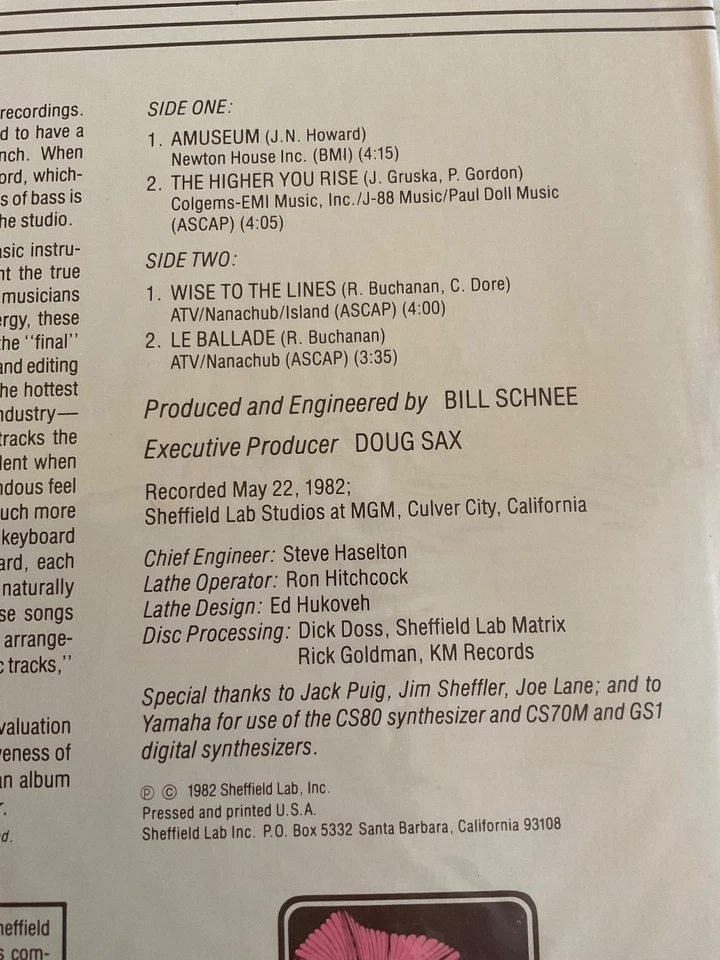 recordings.
d to have a
nch. When
ord, which-
s of bass is
he studio.
asic instru-
nt the true
musicians
ergy, these
the "final"
and editing
he hottest
ndustry—
tracks the
lent when
ndous feel
uch more
keyboard
ard, each
naturally
se songs
arrange-
c tracks,"
valuation
veness of
an album
r.
d.
SIDE ONE:
1. AMUSEUM (J.N. Howard)
Newton House Inc. (BMI) (4:15)
2. THE HIGHER YOU RISE (J. Gruska, P. Gordon)
Colgems-EMI Music, Inc./J-88 Music/Paul Doll Music
(ASCAP) (4:05)
SIDE TWO:
1. WISE TO THE LINES (R. Buchanan, C. Dore)
ATV/Nanachub/Island (ASCAP) (4:00)
2. LE BALLADE (R. Buchanan)
ATV/Nanachub (ASCAP) (3:35)
Produced and Engineered by BILL SCHNEE
Executive Producer DOUG SAX
Recorded May 22, 1982;
Sheffield Lab Studios at MGM, Culver City, California
Chief Engineer: Steve Haselton
Lathe Operator: Ron Hitchcock
Lathe Design: Ed Hukoveh
Disc Processing: Dick Doss, Sheffield Lab Matrix
Rick Goldman, KM Records
Special thanks to Jack Puig, Jim Sheffler, Joe Lane; and to
Yamaha for use of the CS80 synthesizer and CS70M and GS1
digital synthesizers.
℗ © 1982 Sheffield Lab, Inc.
Pressed and printed U.S.A.
Sheffield Lab Inc. P.O. Box 5332 Santa Barbara, California 93108
heffield
s com-